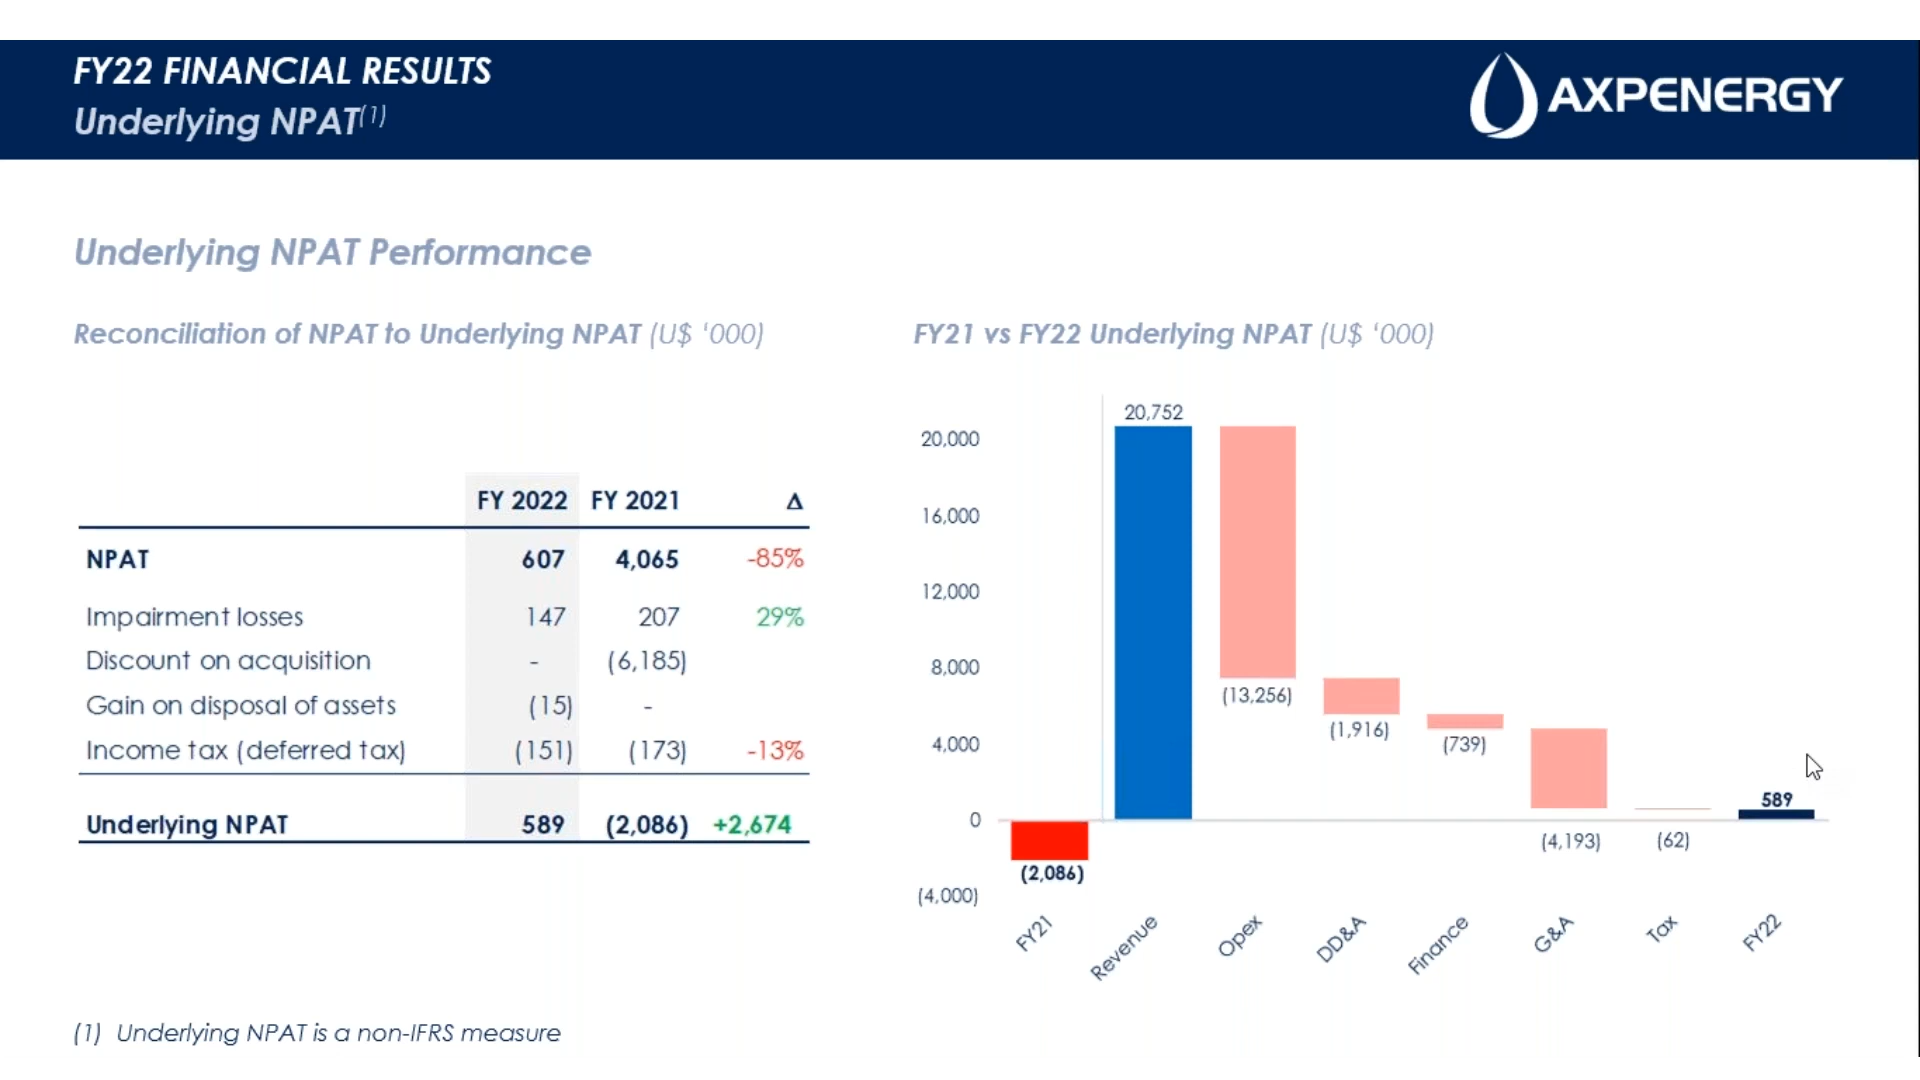 FY22 FINANCIAL RESULTS
Underlying NPAT(1)
AXPENERGY
Underlying NPAT Performance
Reconciliation of NPAT to Underlying NPAT (U$ ‘000)
FY 2022 FY 2021 Δ
NPAT 607 4,065 -85%
Impairment losses 147 207 29%
Discount on acquisition - (6,185)
Gain on disposal of assets (15) -
Income tax (deferred tax) (151) (173) -13%
Underlying NPAT 589 (2,086) +2,674
FY21 vs FY22 Underlying NPAT (U$ ‘000)
20,000
16,000
12,000
8,000
4,000
0
(4,000)
(2,086)
20,752
(13,256)
(1,916)
(739)
(4,193)
(62)
589
FY21
Revenue
Opex
DD&A
Finance
G&A
Tax
FY22
(1) Underlying NPAT is a non-IFRS measure